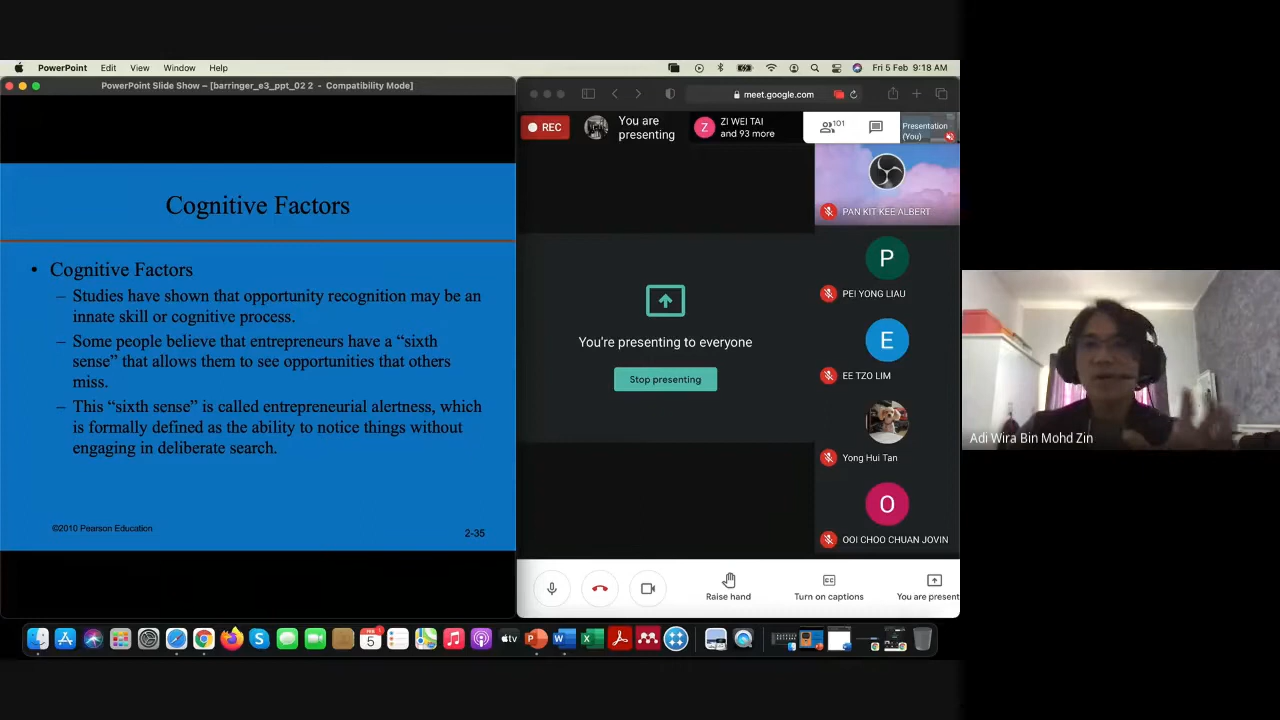 PowerPoint Edit View Window Help
Fri 5 Feb 9:18 AM
PowerPoint Slide Show – [barringer_e3_ppt_02 2 - Compatibility Mode]
Cognitive Factors
• Cognitive Factors
– Studies have shown that opportunity recognition may be an
innate skill or cognitive process.
– Some people believe that entrepreneurs have a “sixth
sense” that allows them to see opportunities that others
miss.
– This “sixth sense” is called entrepreneurial alertness, which
is formally defined as the ability to notice things without
engaging in deliberate search.
©2010 Pearson Education
2-35
meet.google.com
REC
You are
presenting
Z
ZI WEI TAI
and 93 more
101
Presentation
(You)
PAN KIT KEE ALBERT
P
PEI YONG LIAU
E
EE TZO LIM
Yong Hui Tan
O
OOI CHOO CHUAN JOVIN
You're presenting to everyone
Stop presenting
Raise hand
CC
Turn on captions
You are present
Adi Wira Bin Mohd Zin
5
tv